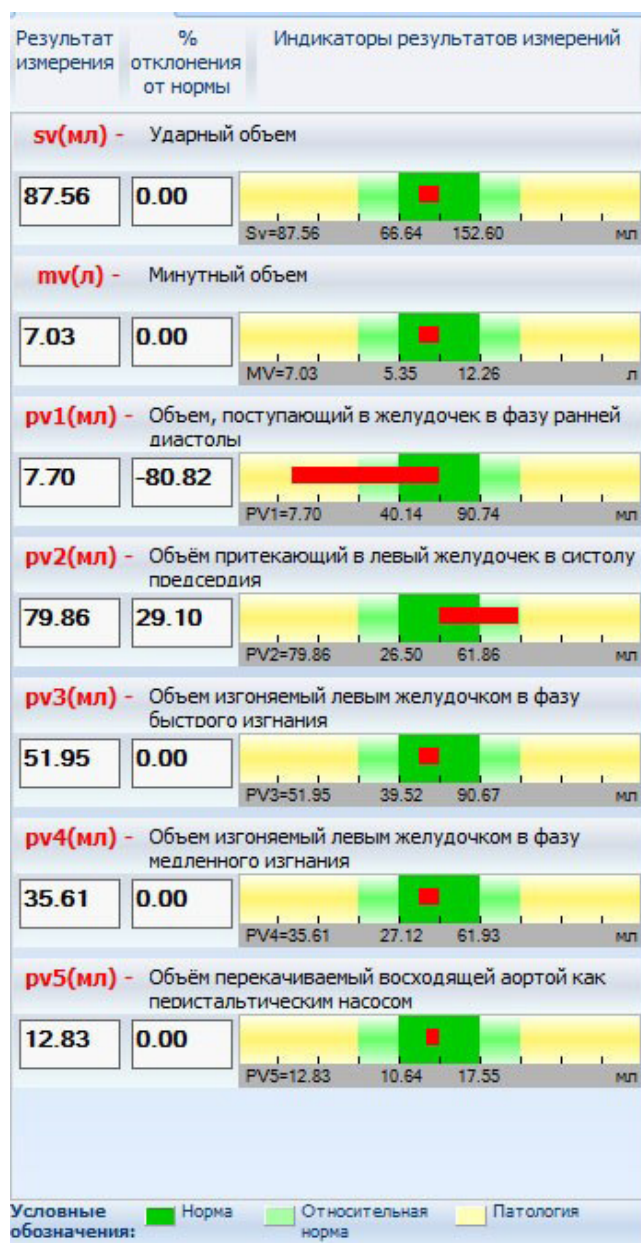 Результат % Индикаторы результатов измерений
измерения отклонения
от нормы
sv(мл) - Ударный объем
87.56 0.00
Sv=87.56 66.64 152.60 мл
mv(л) - Минутный объем
7.03 0.00
MV=7.03 5.35 12.26 л
pv1(мл) - Объем, поступающий в желудочек в фазу ранней
диастолы
7.70 -80.82
PV1=7.70 40.14 90.74 мл
pv2(мл) - Объём притекающий в левый желудочек в систолу
предсердия
79.86 29.10
PV2=79.86 26.50 61.86 мл
pv3(мл) - Объем изгоняемый левым желудочком в фазу
быстрого изгнания
51.95 0.00
PV3=51.95 39.52 90.67 мл
pv4(мл) - Объем изгоняемый левым желудочком в фазу
медленного изгнания
35.61 0.00
PV4=35.61 27.12 61.93 мл
pv5(мл) - Объём перекачиваемый восходящей аортой как
перистальтическим насосом
12.83 0.00
PV5=12.83 10.64 17.55 мл
Условные Норма Относительная Патология
обозначения: норма